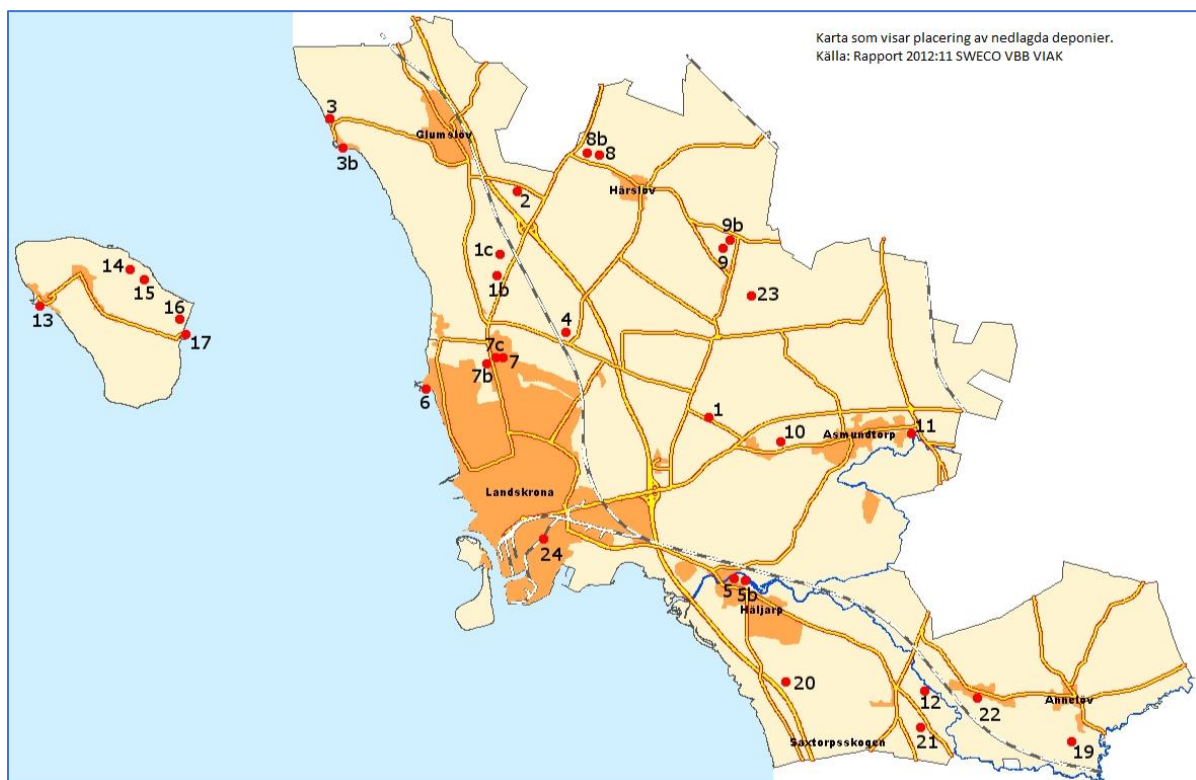 Karta som visar placering av nedlagda deponier.
Källa: Rapport 2012:11 SWECO VBB VIAK
3
Glumslöv
3b
8b
8
Härslöv
2
9b
9
1c
1b
14
15
23
13
16
17
4
7c
7
7b
6
1
10
Asmundtorp
11
Landskrona
24
5
5b
Häljarp
20
12
22
Annelöv
21
19
Saxtorpsskogen